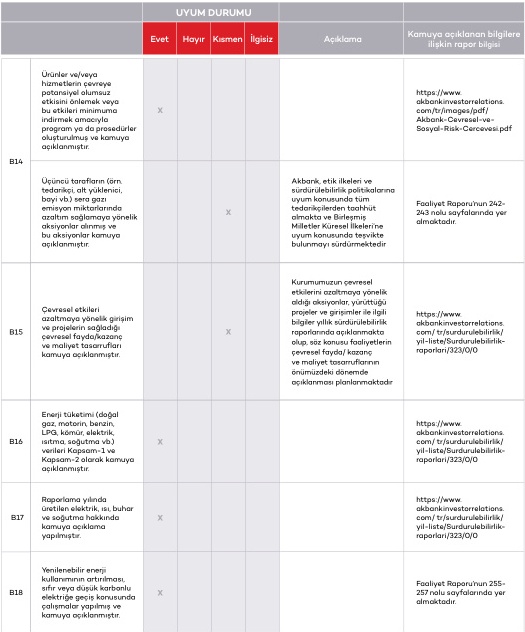 UYUM DURUMU
Evet Hayır Kısmen İlgisiz Açıklama
Kamuya açıklanan bilgilere
ilişkin rapor bilgisi
B14
Ürünler ve/veya
hizmetlerin çevreye
potansiyel olumsuz
etkisini önlemek veya
bu etkileri minimuma
indirmek amacıyla
program ya da prosedürler
oluşturulmuş ve kamuya
açıklanmıştır.
X
https://www.
akbankinvestorrelations.
com/tr/images/pdf/
Akbank-Cevresel-ve-
Sosyal-Risk-Cercevesi.pdf
Üçüncü tarafların (örn.
tedarikçi, alt yüklenici,
bayi vb.) sera gazı
emisyon miktarlarında
azaltım sağlamaya yönelik
aksiyonlar alınmış ve
bu aksiyonlar kamuya
açıklanmıştır.
X
Akbank, etik ilkeleri ve
sürdürülebilirlik politikalarına
uyum konusunda tüm
tedarikçilerden taahhüt
almakta ve Birleşmiş
Milletler Küresel İlkeleri'ne
uyum konusunda teşvikte
bulunmayı sürdürmektedir
Faaliyet Raporu'nun 242-
243 nolu sayfalarında yer
almaktadır.
B15
Çevresel etkileri
azaltmaya yönelik girişim
ve projelerin sağladığı
çevresel fayda/kazanç
ve maliyet tasarrufları
kamuya açıklanmıştır.
X
Kurumumuzun çevresel
etkilerini azaltmaya yönelik
aldığı aksiyonlar, yürüttüğü
projeler ve girişimler ile ilgili
bilgiler yıllık sürdürülebilirlik
raporlarında açıklanmakta
olup, söz konusu faaliyetlerin
çevresel fayda/ kazanç
ve maliyet tasarruflarının
önümüzdeki dönemde
açıklanması planlanmaktadır
https://www.
akbankinvestorrelations.
com/ tr/surdurulebilirlik/
yil-liste/Surdurulebilirlik-
raporlari/323/0/0
B16
Enerji tüketimi (doğal
gaz, motorin, benzin,
LPG, kömür, elektrik,
ısıtma, soğutma vb.)
verileri Kapsam-1 ve
Kapsam-2 olarak kamuya
açıklanmıştır.
X
https://www.
akbankinvestorrelations.
com/ tr/surdurulebilirlik/
yil-liste/Surdurulebilirlik-
raporlari/323/0/0
B17
Raporlama yılında
üretilen elektrik, ısı, buhar
ve soğutma hakkında
kamuya açıklama
yapılmıştır.
X
https://www.
akbankinvestorrelations.
com/ tr/surdurulebilirlik/
yil-liste/Surdurulebilirlik-
raporlari/323/0/0
B18
Yenilenebilir enerji
kullanımının artırılması,
sıfır veya düşük karbonlu
elektriğe geçiş konusunda
çalışmalar yapılmış ve
kamuya açıklanmıştır.
X
Faaliyet Raporu'nun 255-
257 nolu sayfalarında yer
almaktadır.